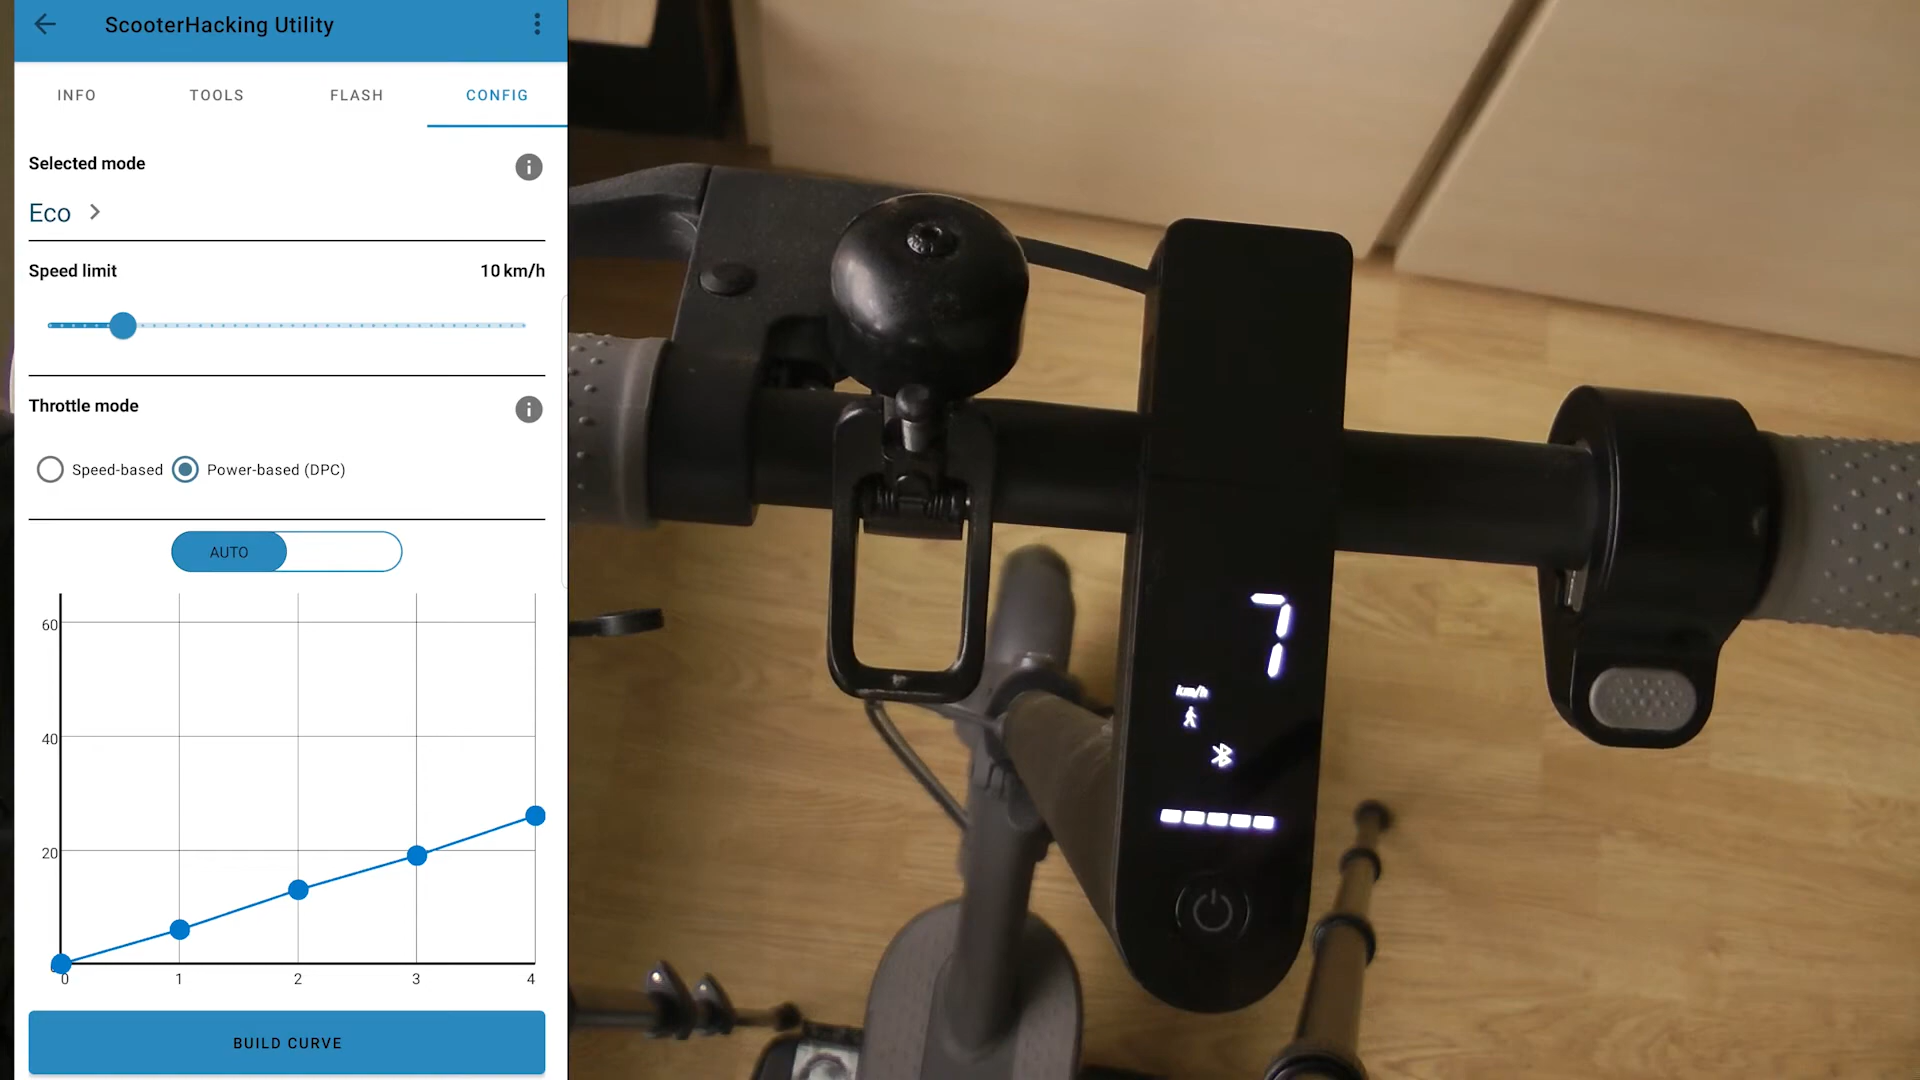 ScooterHacking Utility
INFO TOOLS FLASH CONFIG
Selected mode
Eco
Speed limit 10 km/h
Throttle mode
Speed-based Power-based (DPC)
AUTO
60
40
20
0 1 2 3 4
BUILD CURVE
7
km/h